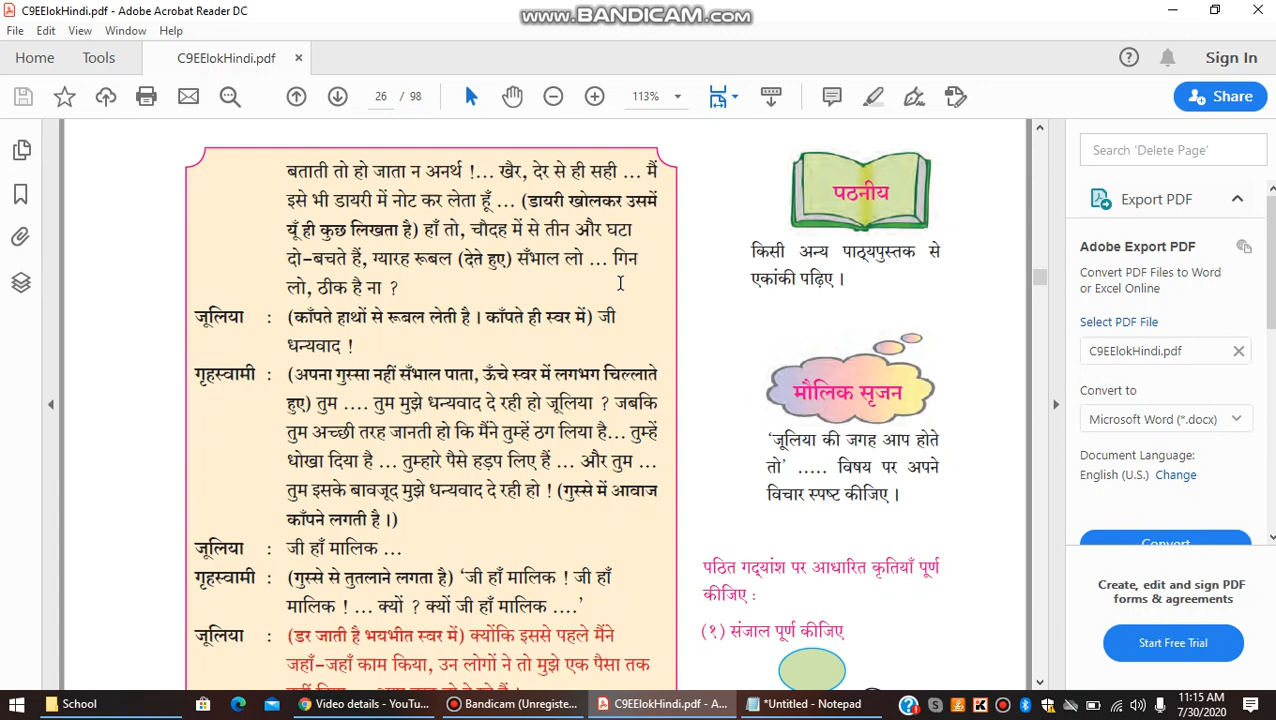 C9EElokHindi.pdf - Adobe Acrobat Reader DC
www.BANDICAM.com
File Edit View Window Help
Home Tools C9EElokHindi.pdf × Sign In
26 / 98 113% Share
बताती तो हो जाता न अनर्थ !... खैर, देर से ही सही ... मैं
इसे भी डायरी में नोट कर लेता हूँ ... (डायरी खोलकर उसमें
यूँ ही कुछ लिखता है) हाँ तो, चौदह में से तीन और घटा
दो-बचते हैं, ग्यारह रूबल (देते हुए) सँभाल लो ... गिन
लो, ठीक है ना ?
जूलिया : (काँपते हाथों से रूबल लेती है । काँपते ही स्वर में) जी
धन्यवाद !
गृहस्वामी : (अपना गुस्सा नहीं सँभाल पाता, ऊँचे स्वर में लगभग चिल्लाते
हुए) तुम .... तुम मुझे धन्यवाद दे रही हो जूलिया ? जबकि
तुम अच्छी तरह जानती हो कि मैंने तुम्हें ठग लिया है... तुम्हें
धोखा दिया है ... तुम्हारे पैसे हड़प लिए हैं ... और तुम ...
तुम इसके बावजूद मुझे धन्यवाद दे रही हो ! (गुस्से में आवाज
काँपने लगती है ।)
जूलिया : जी हाँ मालिक ...
गृहस्वामी : (गुस्से से तुतलाने लगता है) ‘जी हाँ मालिक ! जी हाँ
मालिक ! ... क्यों ? क्यों जी हाँ मालिक ....’
जूलिया : (डर जाती है भयभीत स्वर में) क्योंकि इससे पहले मैंने
जहाँ-जहाँ काम किया, उन लोगों ने तो मुझे एक पैसा तक
पठनीय
किसी अन्य पाठ्यपुस्तक से
एकांकी पढ़िए ।
मौलिक सृजन
‘जूलिया की जगह आप होते
तो’ ..... विषय पर अपने
विचार स्पष्ट कीजिए ।
पठित गद्यांश पर आधारित कृतियाँ पूर्ण
कीजिए :
(१) संजाल पूर्ण कीजिए
Search 'Delete Page'
Export PDF
Adobe Export PDF
Convert PDF Files to Word
or Excel Online
Select PDF File
C9EElokHindi.pdf
Convert to
Microsoft Word (*.docx)
Document Language:
English (U.S.) Change
Convert
Create, edit and sign PDF
forms & agreements
Start Free Trial
School Video details - YouTu... Bandicam (Unregiste... C9EElokHindi.pdf - A... *Untitled - Notepad
11:15 AM
7/30/2020